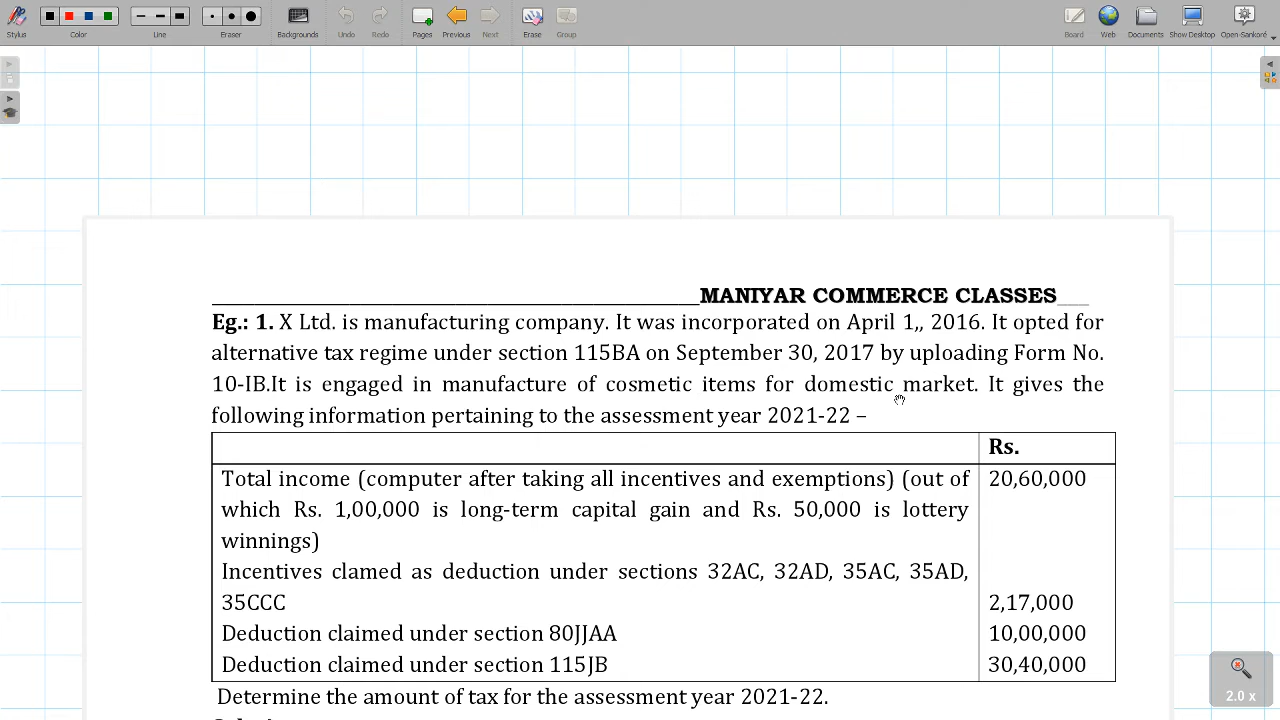 Stylus Color Line Eraser Backgrounds Undo Redo Pages Previous Next Erase Group Board Web Documents Show Desktop Open-Sankoré
MANIYAR COMMERCE CLASSES
Eg.: 1. X Ltd. is manufacturing company. It was incorporated on April 1,, 2016. It opted for
alternative tax regime under section 115BA on September 30, 2017 by uploading Form No.
10-IB.It is engaged in manufacture of cosmetic items for domestic market. It gives the
following information pertaining to the assessment year 2021-22 –
Rs.
Total income (computer after taking all incentives and exemptions) (out of 20,60,000
which Rs. 1,00,000 is long-term capital gain and Rs. 50,000 is lottery
winnings)
Incentives clamed as deduction under sections 32AC, 32AD, 35AC, 35AD,
35CCC 2,17,000
Deduction claimed under section 80JJAA 10,00,000
Deduction claimed under section 115JB 30,40,000
Determine the amount of tax for the assessment year 2021-22.
2.0 x